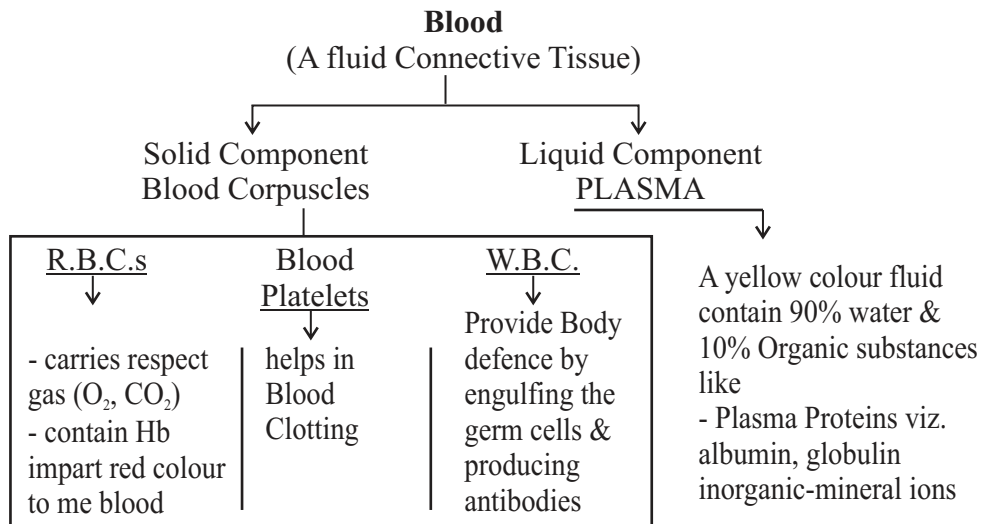 Blood
(A fluid Connective Tissue)
Solid Component
Blood Corpuscles
Liquid Component
PLASMA
R.B.C.s
- carries respect
gas (O₂, CO₂)
- contain Hb
impart red colour
to me blood
Blood
Platelets
helps in
Blood
Clotting
W.B.C.
Provide Body
defence by
engulfing the
germ cells &
producing
antibodies
A yellow colour fluid
contain 90% water &
10% Organic substances
like
- Plasma Proteins viz.
albumin, globulin
inorganic-mineral ions